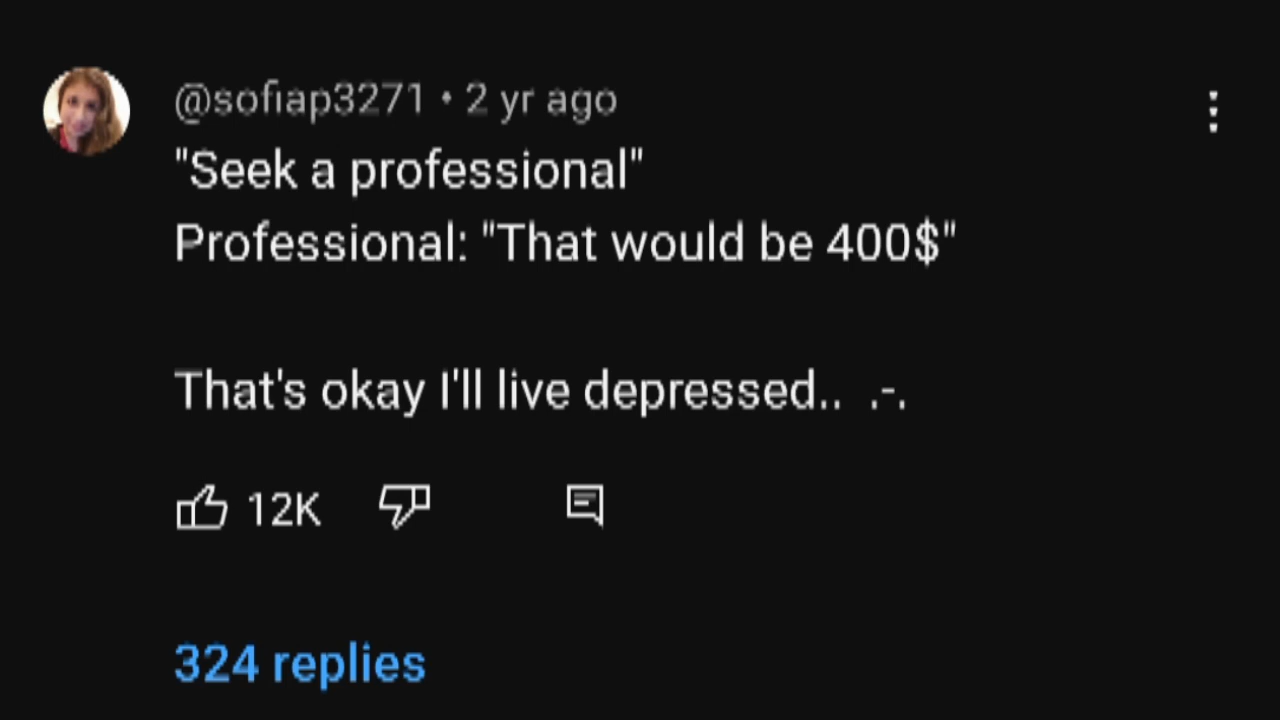 @sofiap3271 • 2 yr ago
"Seek a professional"
Professional: "That would be 400$"
That's okay I'll live depressed..  .-.
12K
324 replies